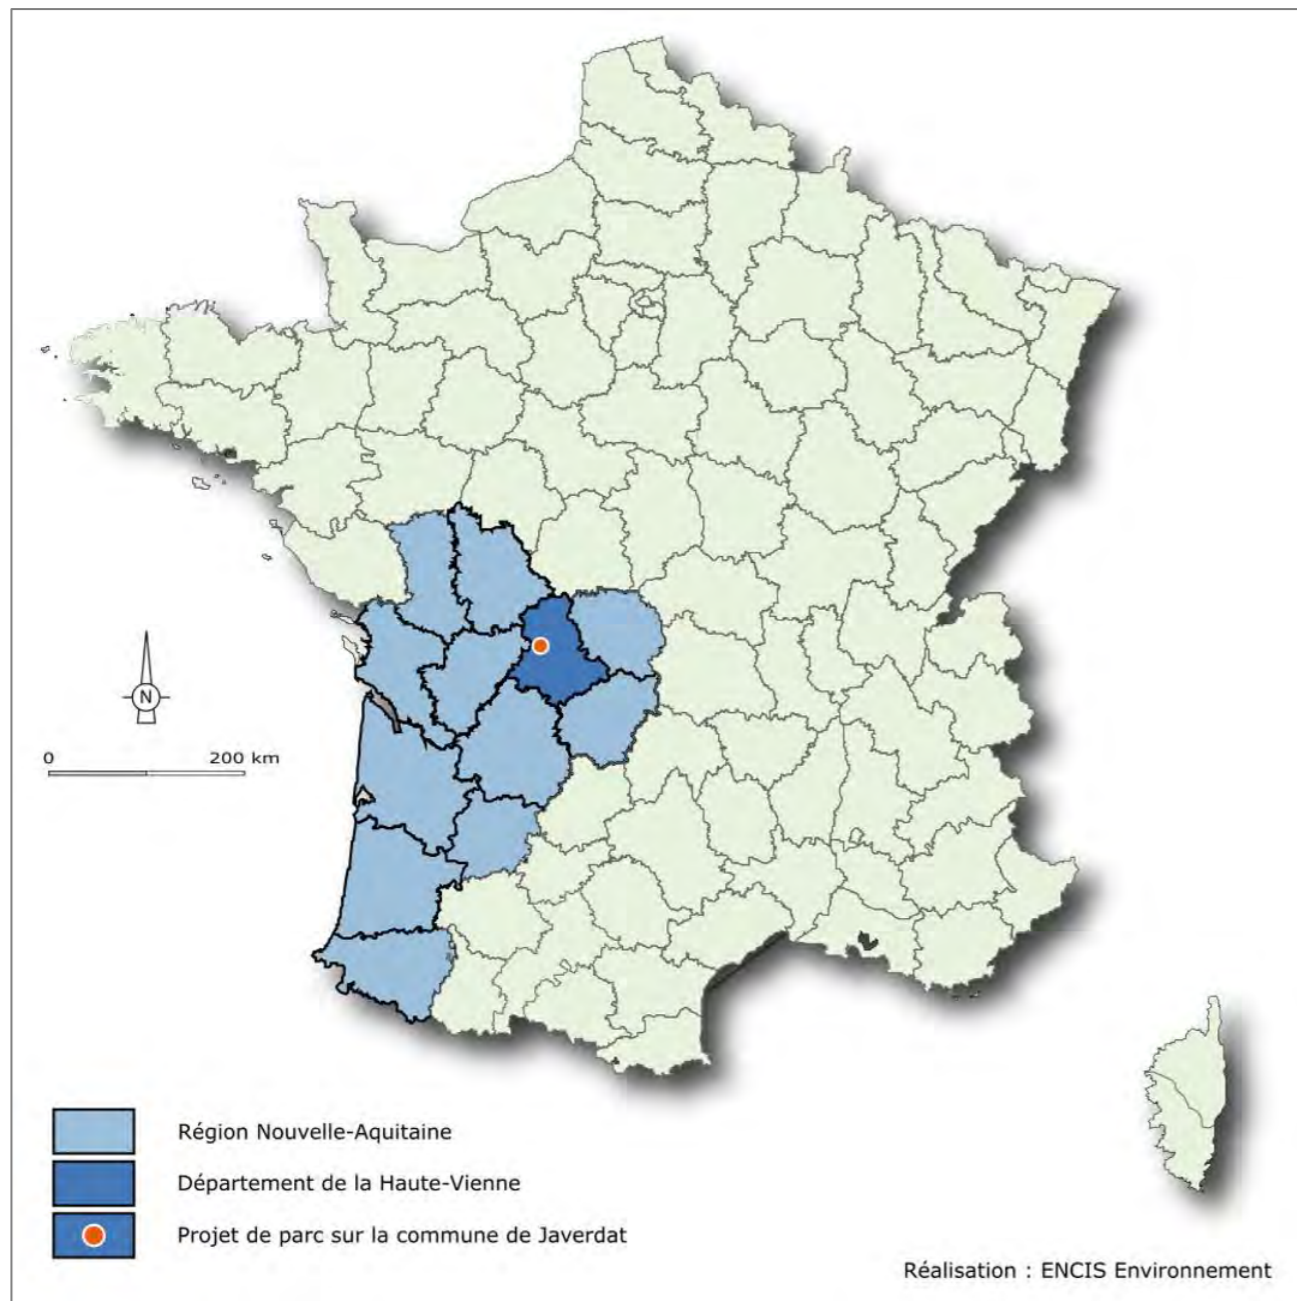 N
0 200 km
Région Nouvelle-Aquitaine
Département de la Haute-Vienne
Projet de parc sur la commune de Javerdat
Réalisation : ENCIS Environnement